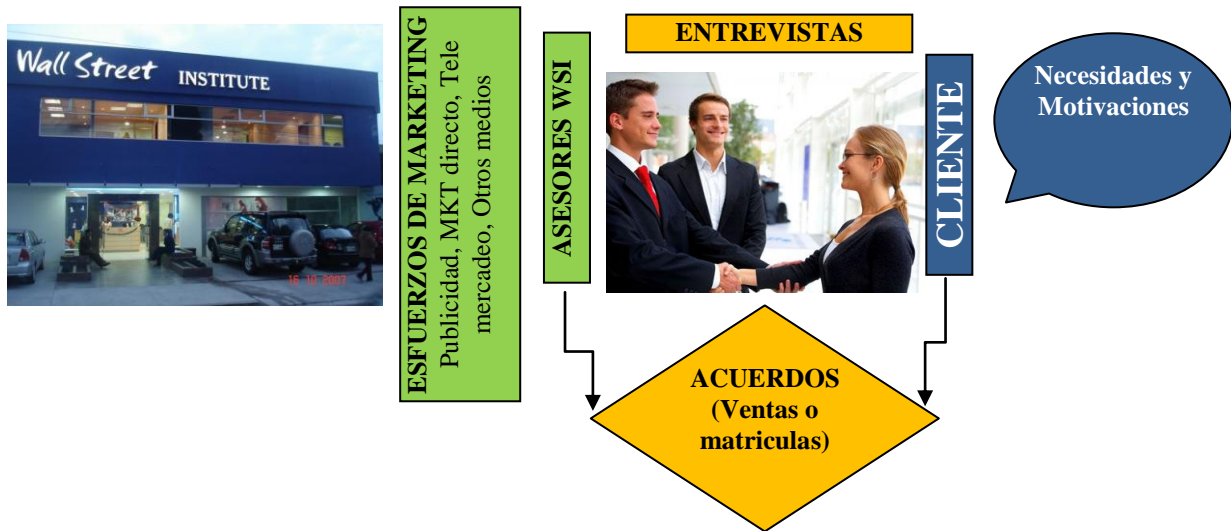 Wall Street INSTITUTE
15 10 2007
ESFUERZOS DE MARKETING
Publicidad, MKT directo, Tele
mercadeo, Otros medios
ASESORES WSI
ENTREVISTAS
CLIENTE
Necesidades y
Motivaciones
ACUERDOS
(Ventas o
matriculas)